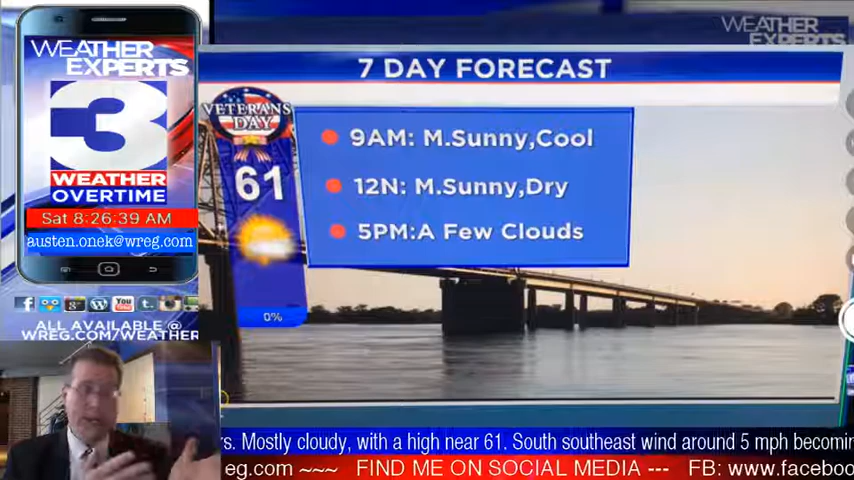 WEATHER
EXPERTS
3
WEATHER
OVERTIME
Sat 8:26:39 AM
austen.onek@wreg.com
ALL AVAILABLE @
WREG.COM/WEATHER
WEATHER
EXPERTS
7 DAY FORECAST
VETERANS
DAY
61
0%
9AM: M.Sunny,Cool
12N: M.Sunny,Dry
5PM:A Few Clouds
rs. Mostly cloudy, with a high near 61. South southeast wind around 5 mph becomin
eg.com ~~~ FIND ME ON SOCIAL MEDIA --- FB: www.faceboo